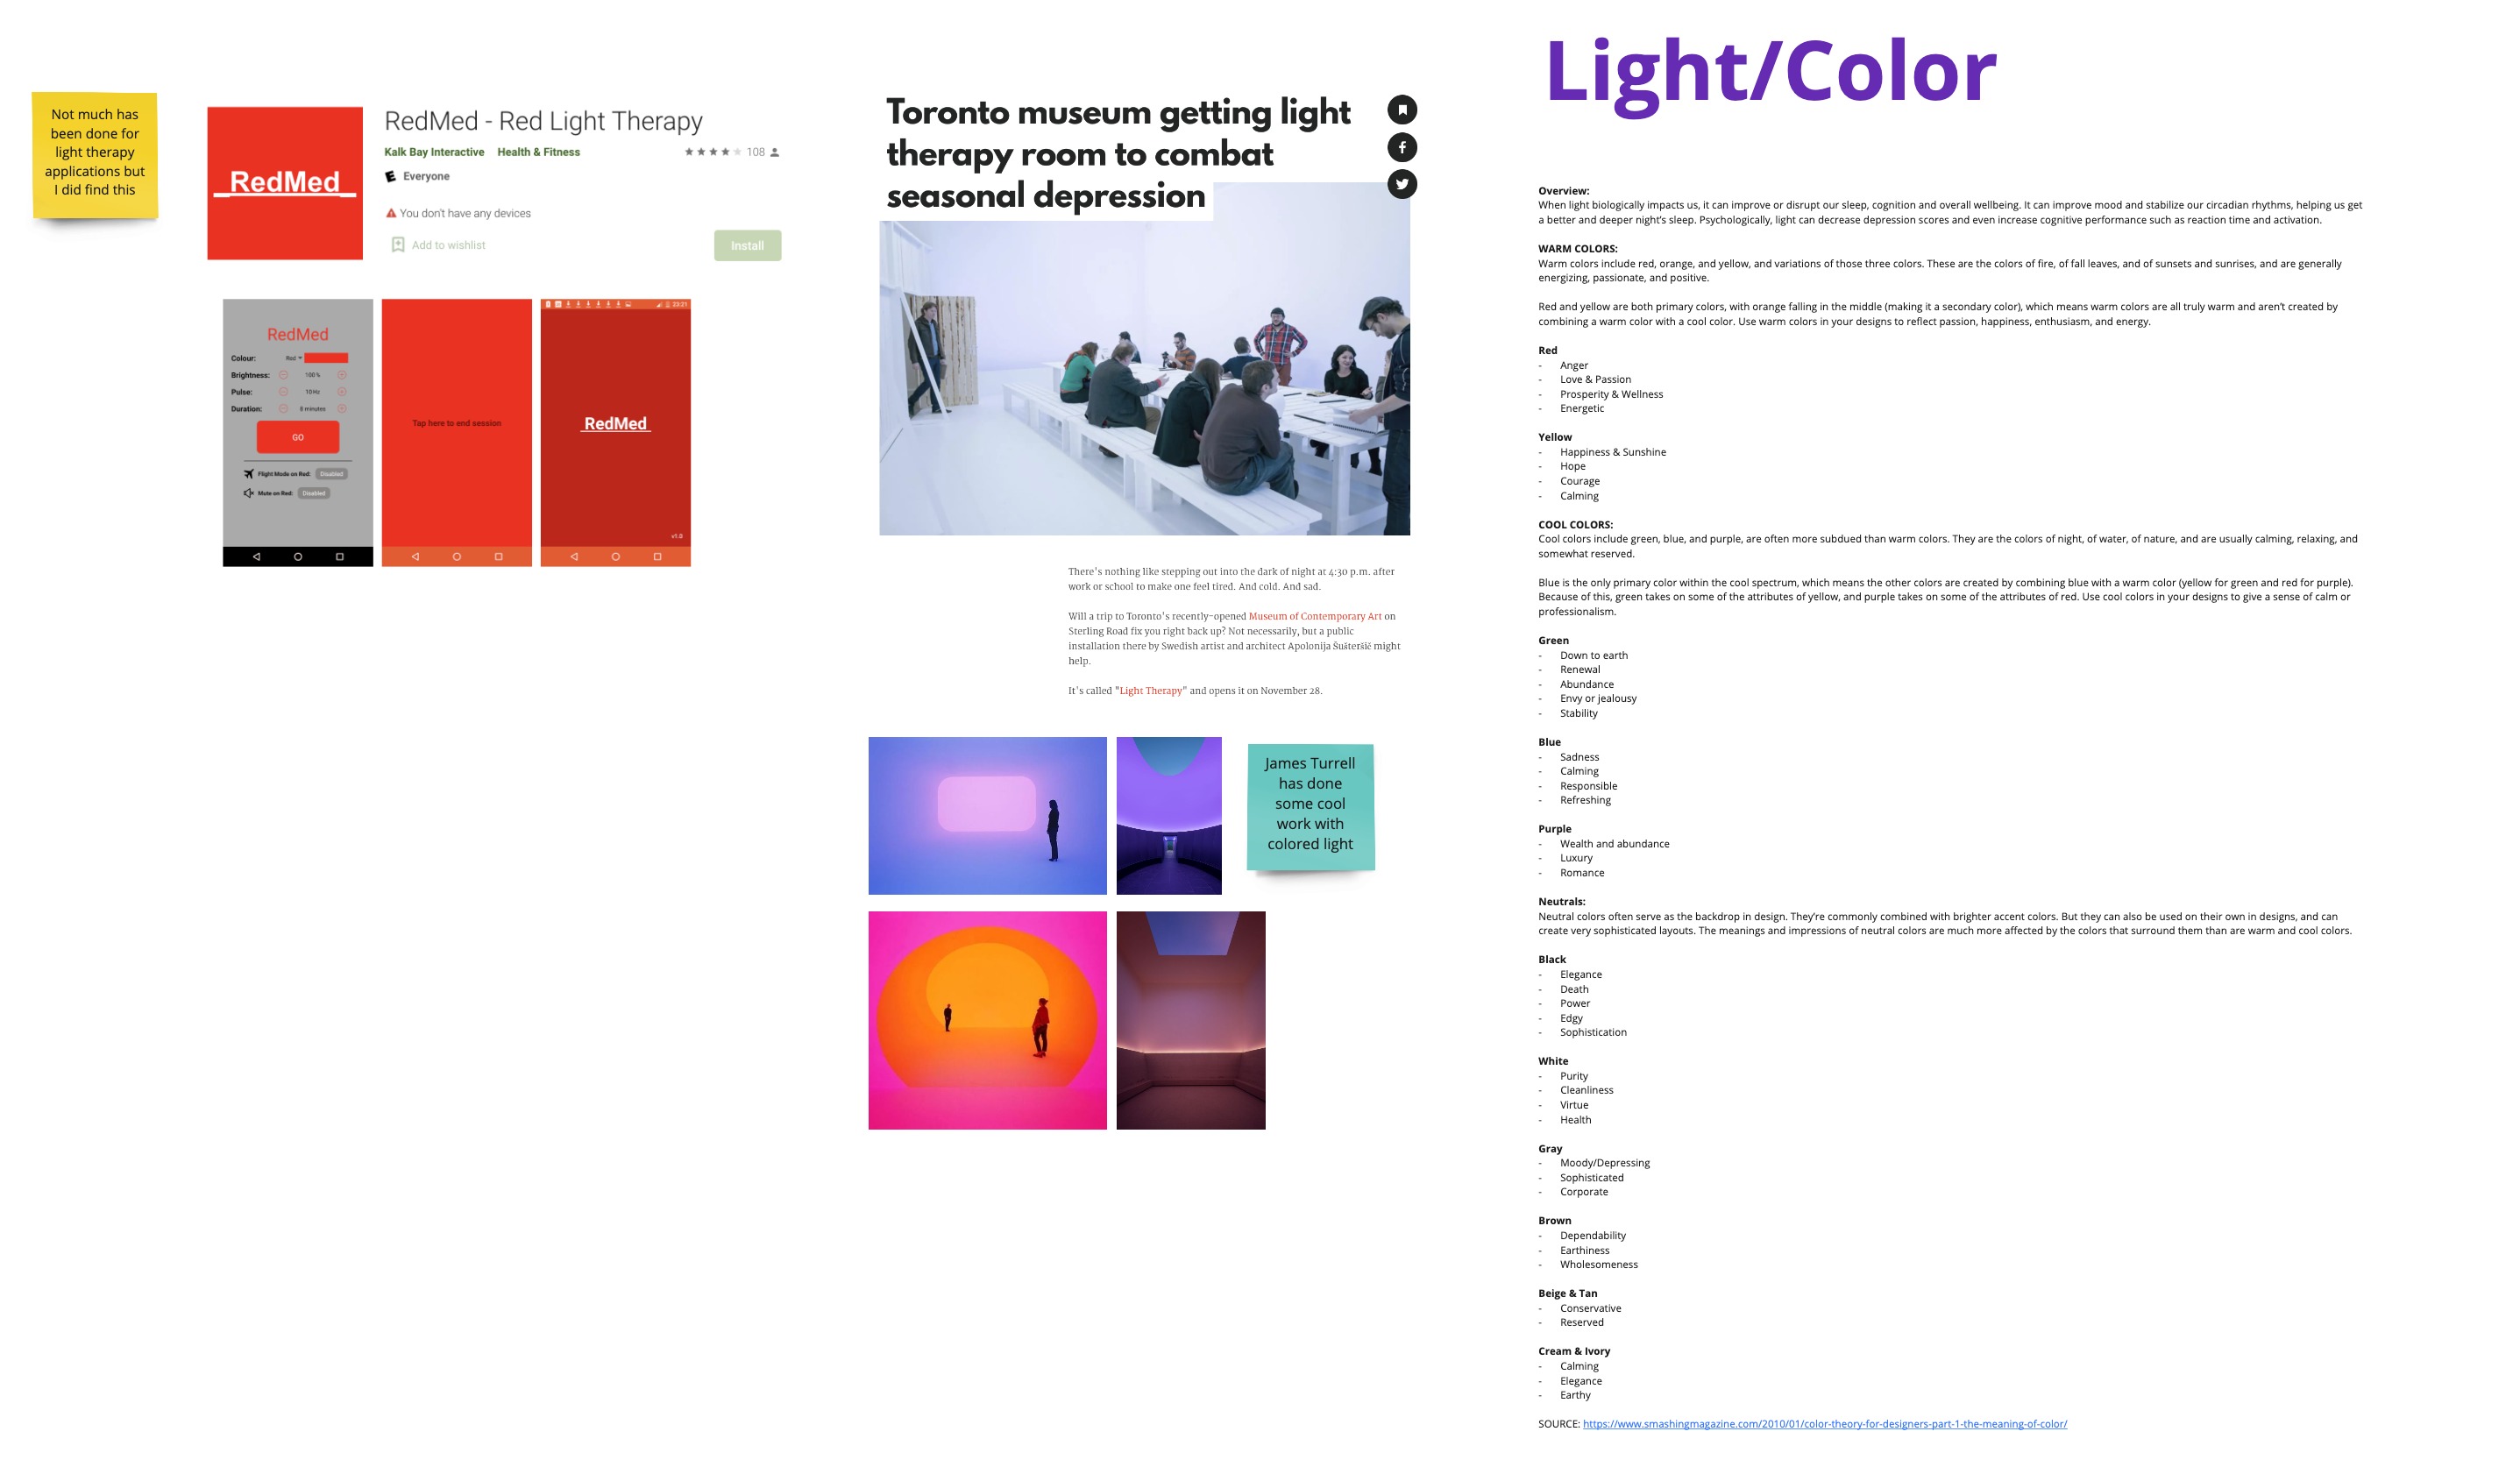 Not much has
been done for
light therapy
applications but
I did find this
RedMed
RedMed - Red Light Therapy
Kalk Bay Interactive Health & Fitness
108
E Everyone
You don't have any devices
Add to wishlist
Install
RedMed
Colour: Red
Brightness: 100%
Pulse: 10Hz
Duration: 8 minutes
GO
Flight Mode on Red: Disabled
Mute on Red: Disabled
Tap here to end session
23:21
RedMed
v1.0
Toronto museum getting light
therapy room to combat
seasonal depression
There's nothing like stepping out into the dark of night at 4:30 p.m. after
work or school to make one feel tired. And cold. And sad.
Will a trip to Toronto's recently-opened Museum of Contemporary Art on
Sterling Road fix you right back up? Not necessarily, but a public
installation there by Swedish artist and architect Apolonija Šušteršič might
help.
It's called "Light Therapy" and opens it on November 28.
James Turrell
has done
some cool
work with
colored light
Light/Color
Overview:
When light biologically impacts us, it can improve or disrupt our sleep, cognition and overall wellbeing. It can improve mood and stabilize our circadian rhythms, helping us get
a better and deeper night's sleep. Psychologically, light can decrease depression scores and even increase cognitive performance such as reaction time and activation.
WARM COLORS:
Warm colors include red, orange, and yellow, and variations of those three colors. These are the colors of fire, of fall leaves, and of sunsets and sunrises, and are generally
energizing, passionate, and positive.
Red and yellow are both primary colors, with orange falling in the middle (making it a secondary color), which means warm colors are all truly warm and aren't created by
combining a warm color with a cool color. Use warm colors in your designs to reflect passion, happiness, enthusiasm, and energy.
Red
- Anger
- Love & Passion
- Prosperity & Wellness
- Energetic
Yellow
- Happiness & Sunshine
- Hope
- Courage
- Calming
COOL COLORS:
Cool colors include green, blue, and purple, are often more subdued than warm colors. They are the colors of night, of water, of nature, and are usually calming, relaxing, and
somewhat reserved.
Blue is the only primary color within the cool spectrum, which means the other colors are created by combining blue with a warm color (yellow for green and red for purple).
Because of this, green takes on some of the attributes of yellow, and purple takes on some of the attributes of red. Use cool colors in your designs to give a sense of calm or
professionalism.
Green
- Down to earth
- Renewal
- Abundance
- Envy or jealousy
- Stability
Blue
- Sadness
- Calming
- Responsible
- Refreshing
Purple
- Wealth and abundance
- Luxury
- Romance
Neutrals:
Neutral colors often serve as the backdrop in design. They're commonly combined with brighter accent colors. But they can also be used on their own in designs, and can
create very sophisticated layouts. The meanings and impressions of neutral colors are much more affected by the colors that surround them than are warm and cool colors.
Black
- Elegance
- Death
- Power
- Edgy
- Sophistication
White
- Purity
- Cleanliness
- Virtue
- Health
Gray
- Moody/Depressing
- Sophisticated
- Corporate
Brown
- Dependability
- Earthiness
- Wholesomeness
Beige & Tan
- Conservative
- Reserved
Cream & Ivory
- Calming
- Elegance
- Earthy
SOURCE: https://www.smashingmagazine.com/2010/01/color-theory-for-designers-part-1-the-meaning-of-color/